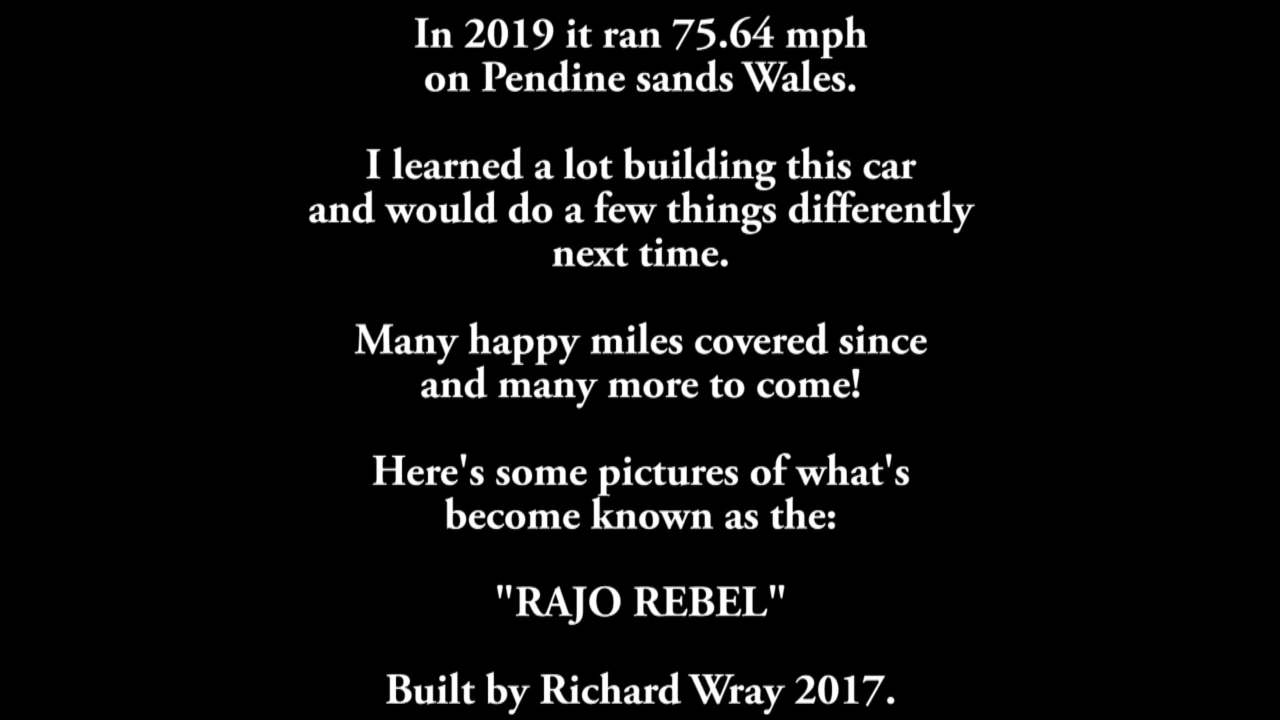 In 2019 it ran 75.64 mph
on Pendine sands Wales.
I learned a lot building this car
and would do a few things differently
next time.
Many happy miles covered since
and many more to come!
Here's some pictures of what's
become known as the:
"RAJO REBEL"
Built by Richard Wray 2017.